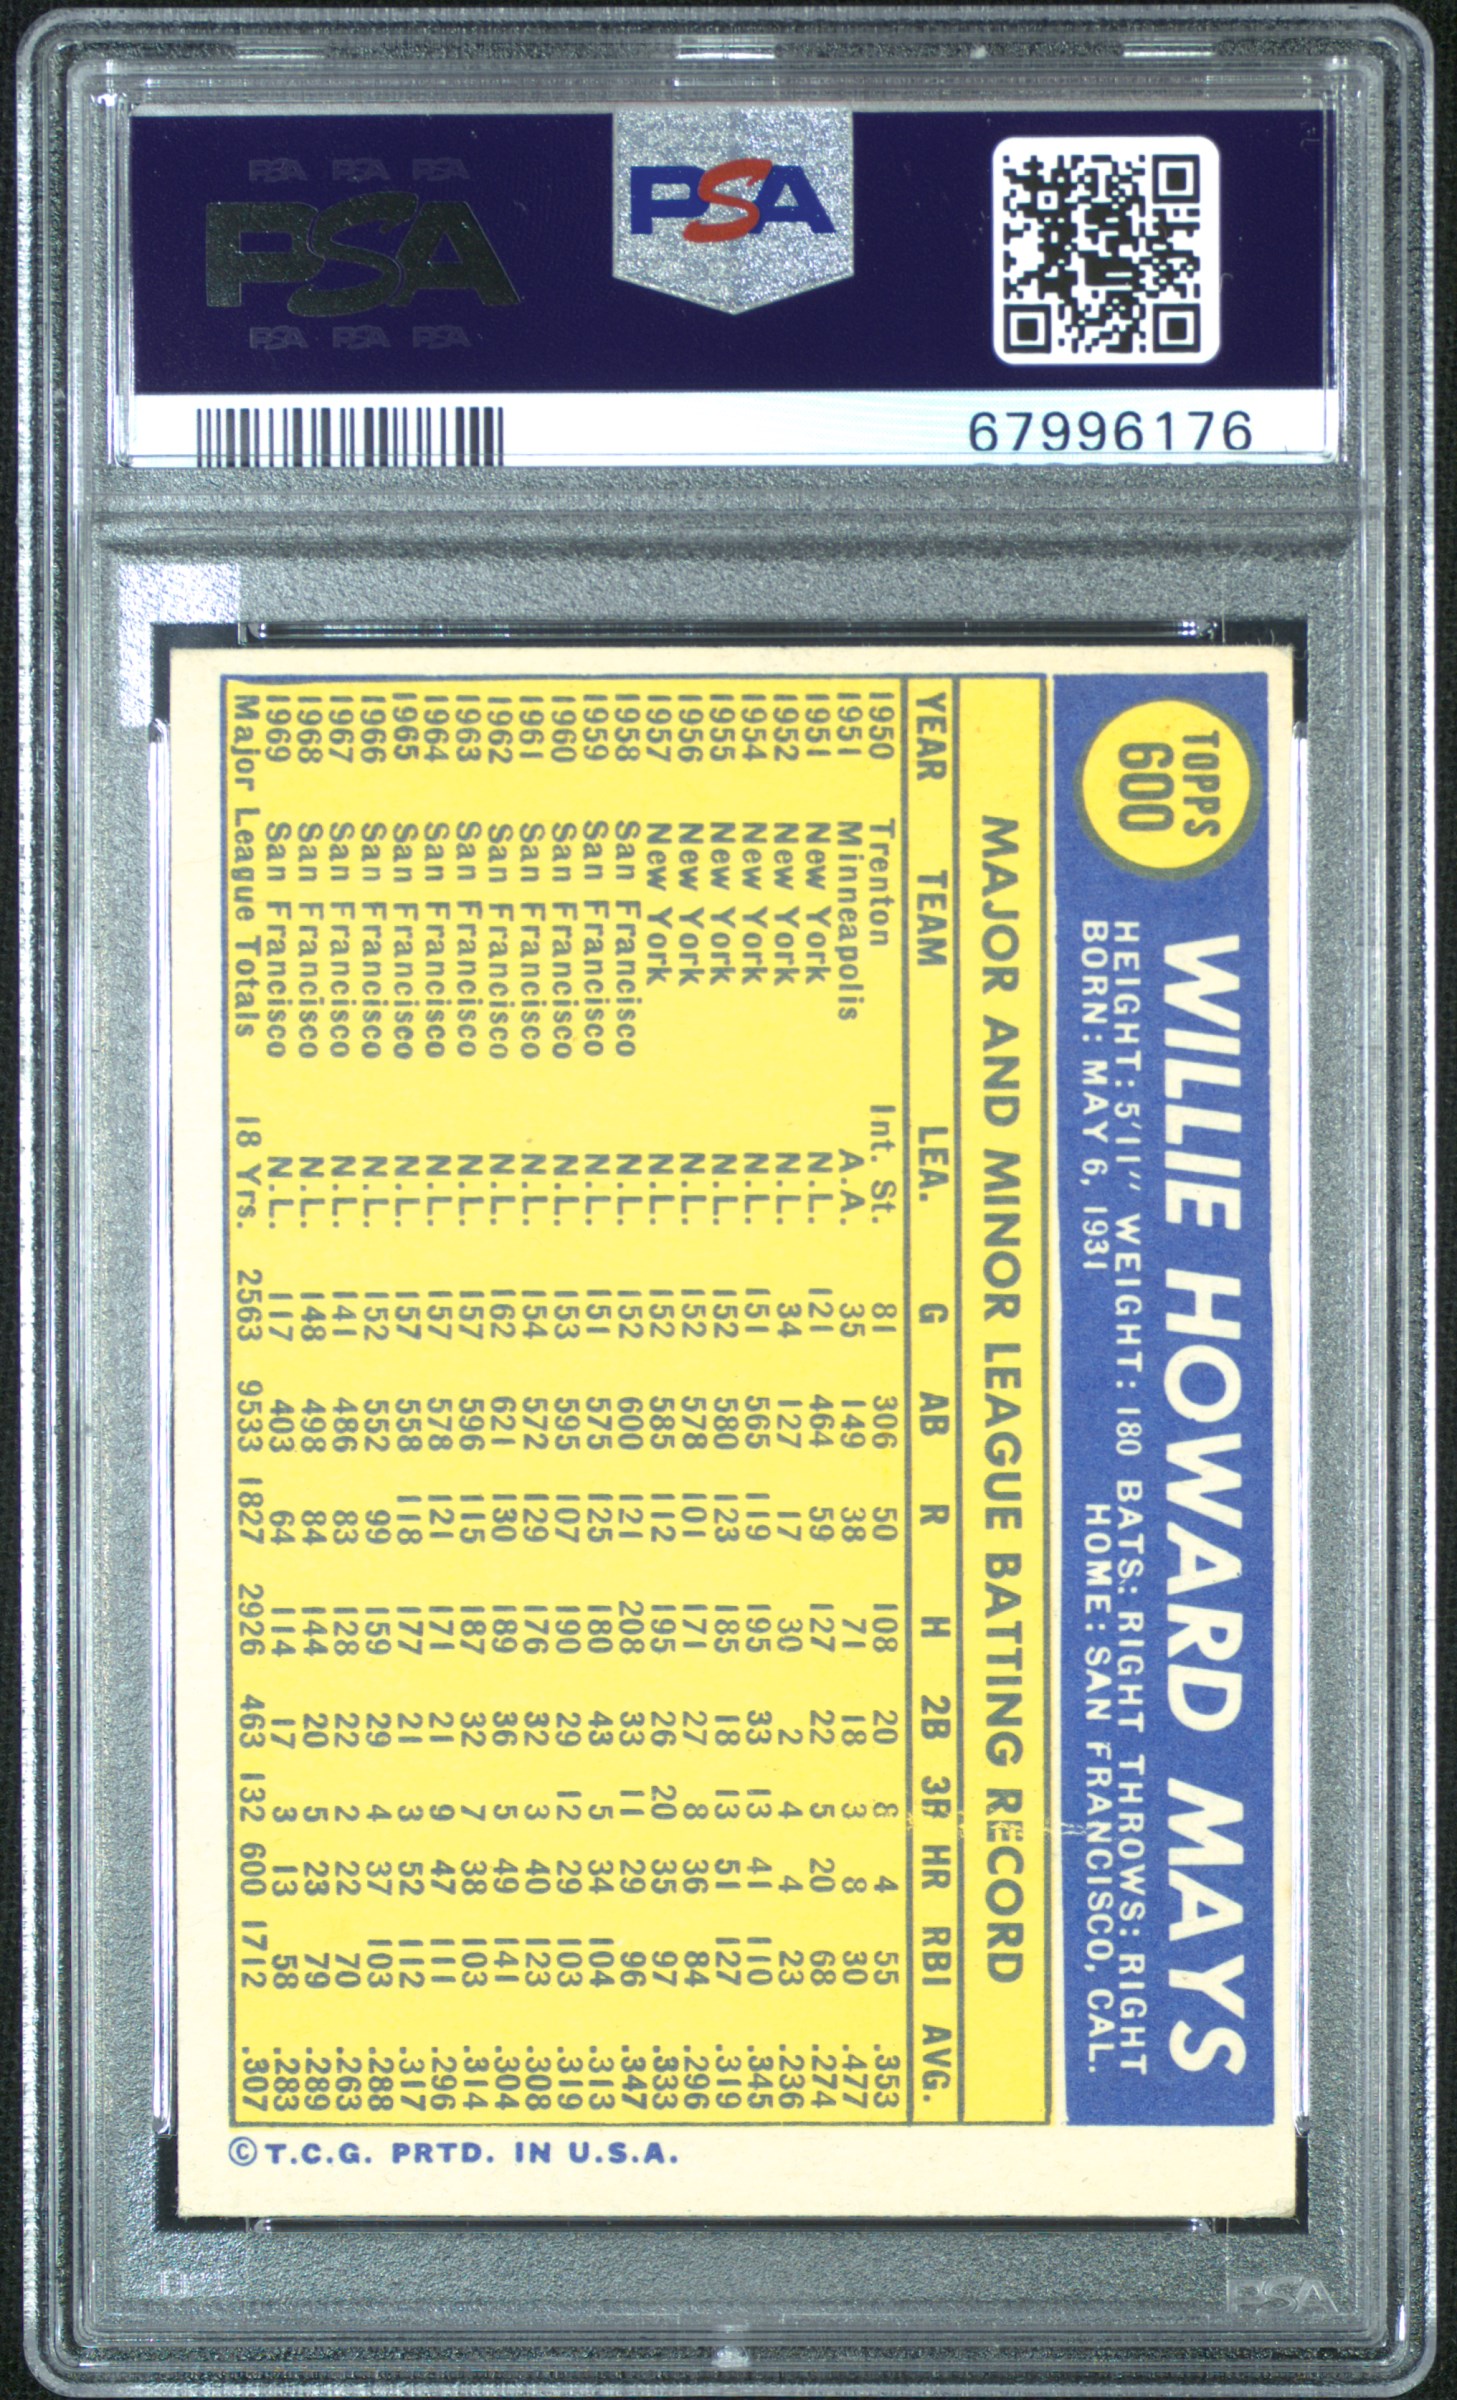 PSA PSA PSA
PSA
PSA PSA PSA
PSA
67996176
TOPPS
600
WILLIE HOWARD MAYS
HEIGHT: 5'11" WEIGHT: 180 BATS: RIGHT THROWS: RIGHT
BORN: MAY 6, 1931 HOME: SAN FRANCISCO, CAL.
MAJOR AND MINOR LEAGUE BATTING RECORD
YEAR TEAM LEA. G AB R H 2B 3B HR RBI AVG.
1950 Trenton Int. St. 81 306 50 108 20 8 4 55 .353
1951 Minneapolis A.A. 35 149 38 71 18 3 8 30 .477
1951 New York N.L. 121 464 59 127 22 5 20 68 .274
1952 New York N.L. 34 127 17 30 2 4 4 23 .236
1954 New York N.L. 151 565 119 195 33 13 41 110 .345
1955 New York N.L. 152 580 123 185 18 13 51 127 .319
1956 New York N.L. 152 578 101 171 27 8 36 84 .296
1957 New York N.L. 152 585 112 195 26 20 35 97 .333
1958 San Francisco N.L. 152 600 121 208 33 11 29 96 .347
1959 San Francisco N.L. 151 575 125 180 43 5 34 104 .313
1960 San Francisco N.L. 153 595 107 190 29 12 29 103 .319
1961 San Francisco N.L. 154 572 129 176 32 3 40 123 .308
1962 San Francisco N.L. 162 621 130 189 36 5 49 141 .304
1963 San Francisco N.L. 157 596 115 187 32 7 38 103 .314
1964 San Francisco N.L. 157 578 121 171 21 9 47 111 .296
1965 San Francisco N.L. 157 558 118 177 21 3 52 112 .317
1966 San Francisco N.L. 152 552 99 159 29 4 37 103 .288
1967 San Francisco N.L. 141 486 83 128 22 2 22 70 .263
1968 San Francisco N.L. 148 498 84 144 20 5 23 79 .289
1969 San Francisco N.L. 117 403 64 114 17 3 13 58 .283
Major League Totals 18 Yrs. 2563 9533 1827 2926 463 132 600 1712 .307
©T.C.G. PRTD. IN U.S.A.
PSA